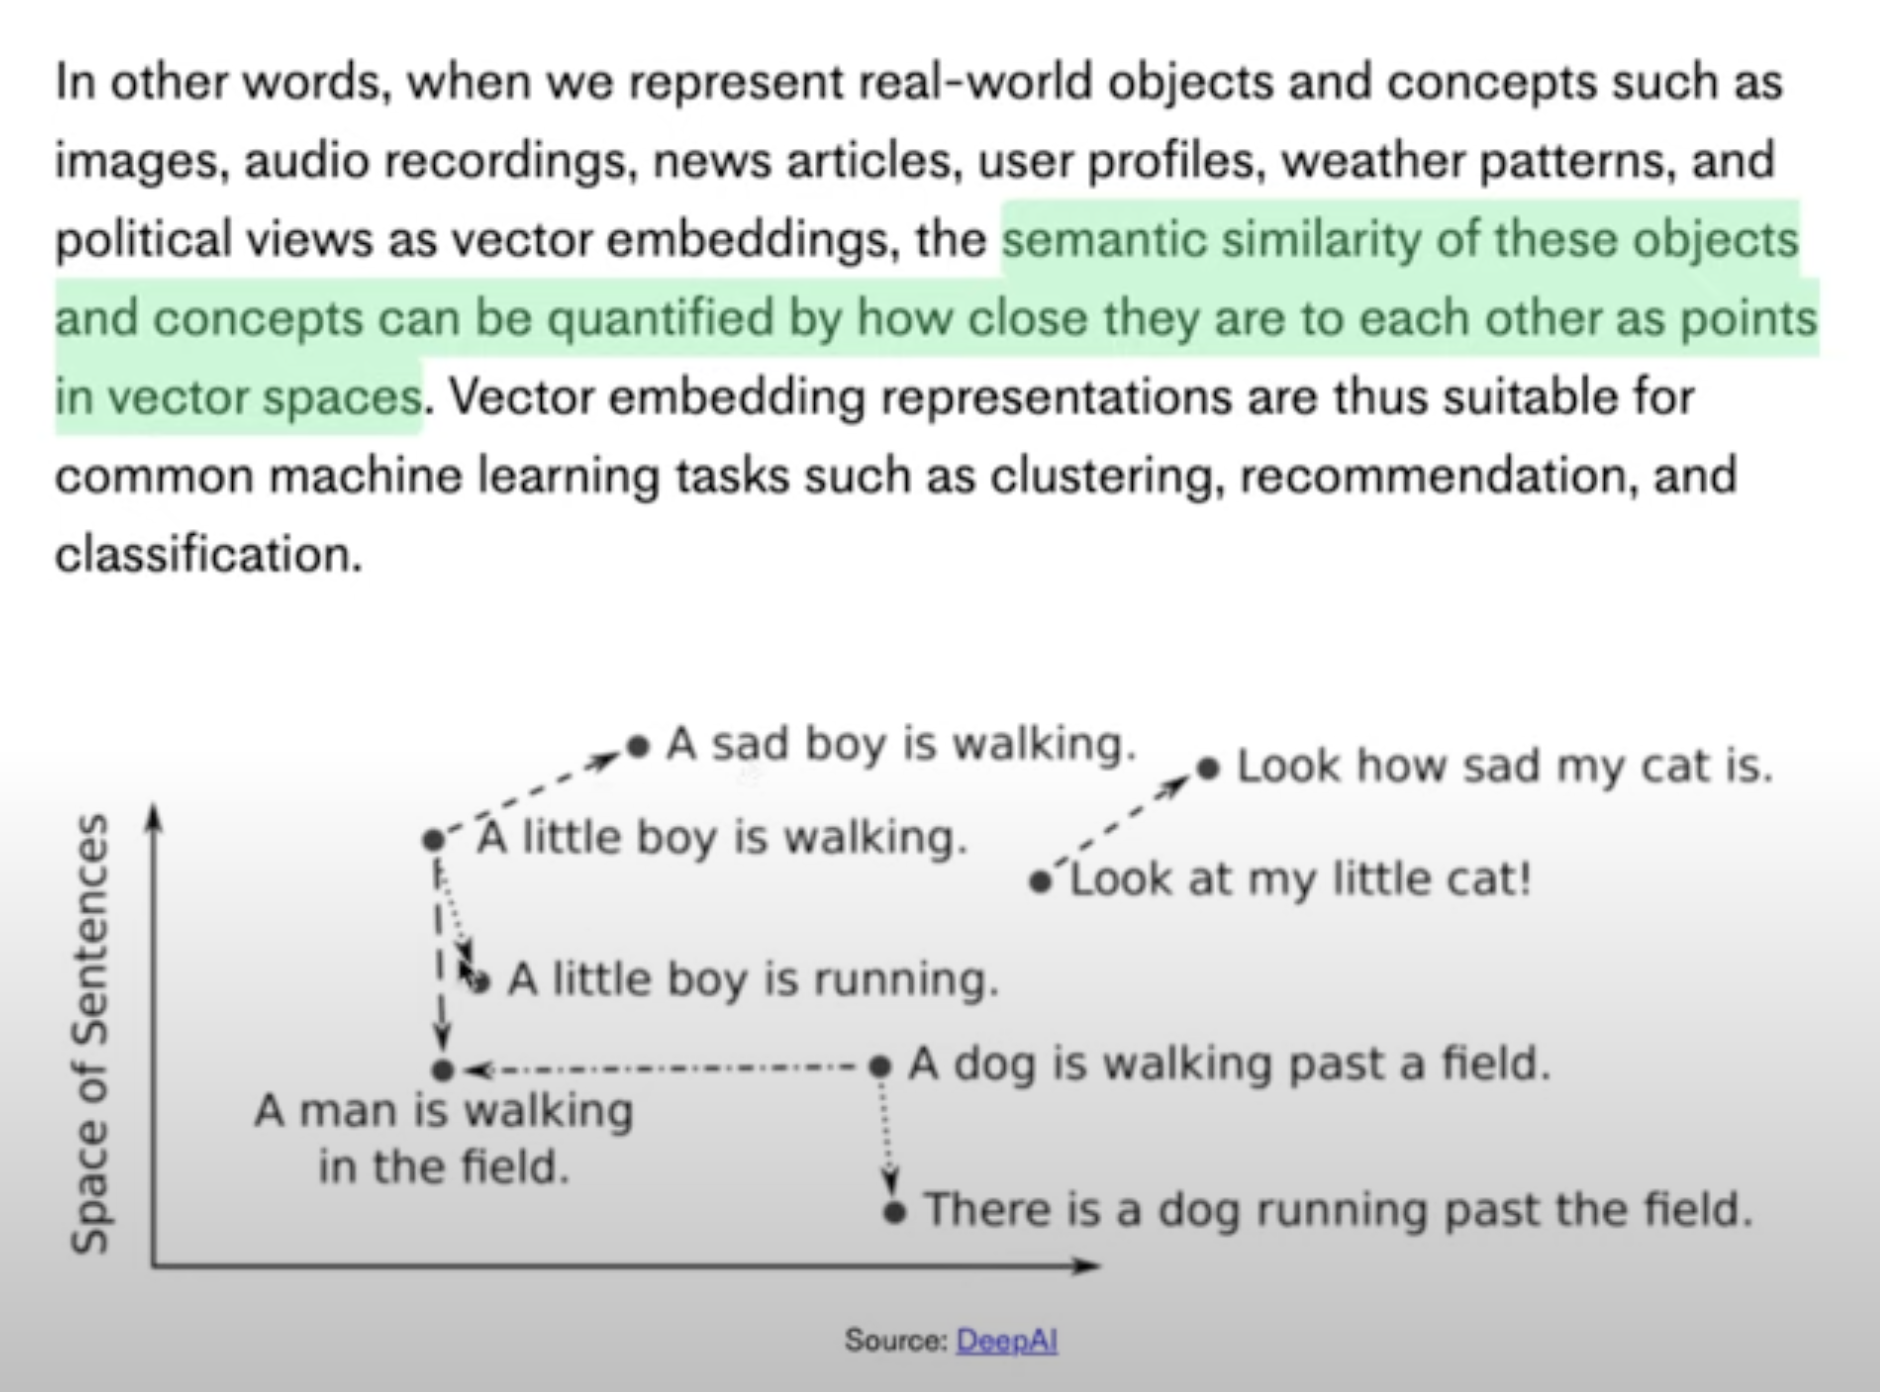 In other words, when we represent real-world objects and concepts such as
images, audio recordings, news articles, user profiles, weather patterns, and
political views as vector embeddings, the semantic similarity of these objects
and concepts can be quantified by how close they are to each other as points
in vector spaces. Vector embedding representations are thus suitable for
common machine learning tasks such as clustering, recommendation, and
classification.
A sad boy is walking.
Look how sad my cat is.
A little boy is walking.
Look at my little cat!
A little boy is running.
A dog is walking past a field.
A man is walking
in the field.
There is a dog running past the field.
Space of Sentences
Source: DeepAI